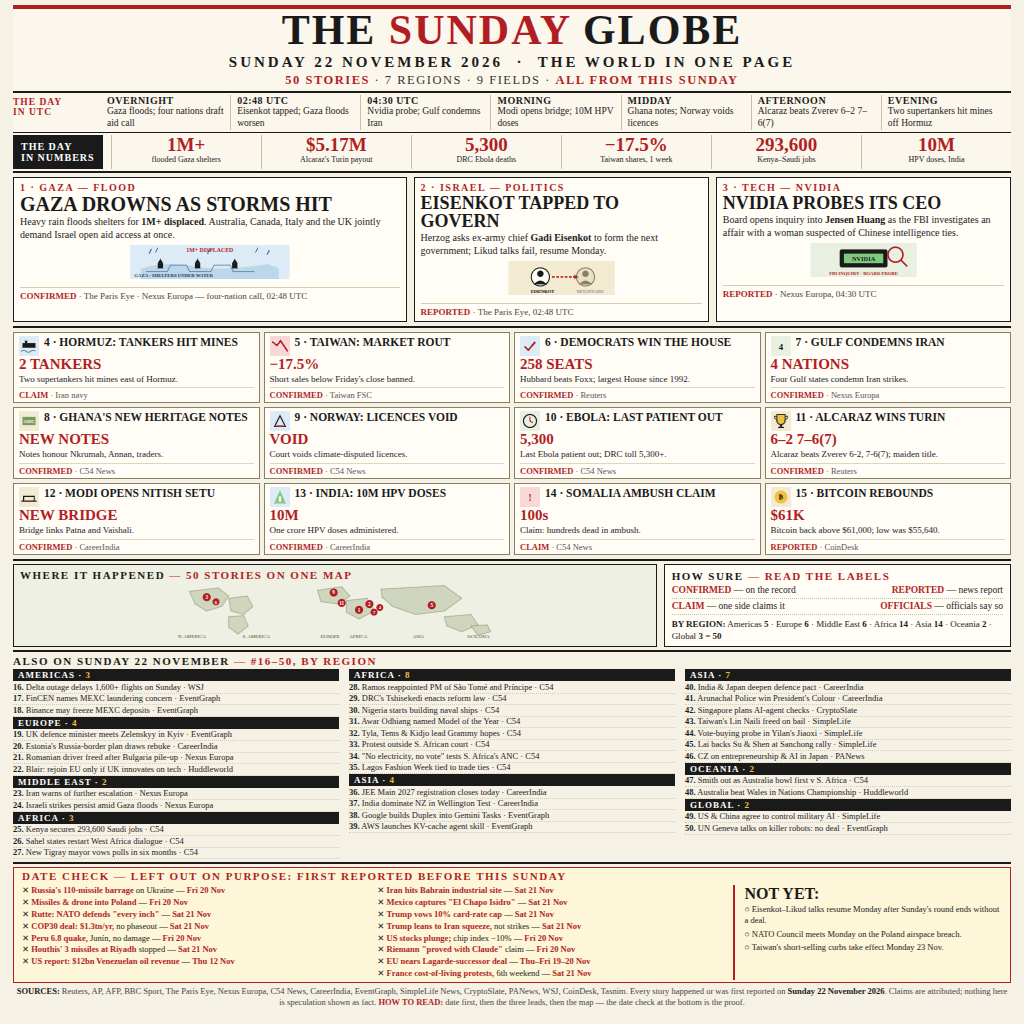 THE SUNDAY GLOBE
SUNDAY 22 NOVEMBER 2026 · THE WORLD IN ONE PAGE
50 STORIES · 7 REGIONS · 9 FIELDS · ALL FROM THIS SUNDAY
THE DAY
IN UTC
OVERNIGHT
Gaza floods; four nations draft
aid call
02:48 UTC
Eisenkot tapped; Gaza floods
worsen
04:30 UTC
Nvidia probe; Gulf condemns
Iran
MORNING
Modi opens bridge; 10M HPV
doses
MIDDAY
Ghana notes; Norway voids
licences
AFTERNOON
Alcaraz beats Zverev 6–2 7–
6(7)
EVENING
Two supertankers hit mines
off Hormuz
THE DAY
IN NUMBERS
1M+
flooded Gaza shelters
$5.17M
Alcaraz's Turin payout
5,300
DRC Ebola deaths
−17.5%
Taiwan shares, 1 week
293,600
Kenya–Saudi jobs
10M
HPV doses, India
1 · GAZA — FLOOD
GAZA DROWNS AS STORMS HIT
Heavy rain floods shelters for 1M+ displaced. Australia, Canada, Italy and the UK jointly
demand Israel open aid access at once.
1M+ DISPLACED
GAZA · SHELTERS UNDER WATER
CONFIRMED · The Paris Eye · Nexus Europa — four-nation call, 02:48 UTC
2 · ISRAEL — POLITICS
EISENKOT TAPPED TO
GOVERN
Herzog asks ex-army chief Gadi Eisenkot to form the next
government; Likud talks fail, resume Monday.
EISENKOT
NETANYAHU
REPORTED · The Paris Eye, 02:48 UTC
3 · TECH — NVIDIA
NVIDIA PROBES ITS CEO
Board opens inquiry into Jensen Huang as the FBI investigates an
affair with a woman suspected of Chinese intelligence ties.
NVIDIA
FBI INQUIRY · BOARD PROBE
REPORTED · Nexus Europa, 04:30 UTC
4 · HORMUZ: TANKERS HIT MINES
2 TANKERS
Two supertankers hit mines east of Hormuz.
CLAIM · Iran navy
5 · TAIWAN: MARKET ROUT
−17.5%
Short sales below Friday's close banned.
CONFIRMED · Taiwan FSC
6 · DEMOCRATS WIN THE HOUSE
258 SEATS
Hubbard beats Foxx; largest House since 1992.
CONFIRMED · Reuters
4
7 · GULF CONDEMNS IRAN
4 NATIONS
Four Gulf states condemn Iran strikes.
CONFIRMED · Nexus Europa
8 · GHANA'S NEW HERITAGE NOTES
NEW NOTES
Notes honour Nkrumah, Annan, traders.
CONFIRMED · C54 News
9 · NORWAY: LICENCES VOID
VOID
Court voids climate-disputed licences.
CONFIRMED · C54 News
10 · EBOLA: LAST PATIENT OUT
5,300
Last Ebola patient out; DRC toll 5,300+.
CONFIRMED · C54 News
11 · ALCARAZ WINS TURIN
6–2 7–6(7)
Alcaraz beats Zverev 6-2, 7-6(7); maiden title.
CONFIRMED · Reuters
12 · MODI OPENS NITISH SETU
NEW BRIDGE
Bridge links Patna and Vaishali.
CONFIRMED · CareerIndia
13 · INDIA: 10M HPV DOSES
10M
One crore HPV doses administered.
CONFIRMED · CareerIndia
!
14 · SOMALIA AMBUSH CLAIM
100s
Claim: hundreds dead in ambush.
CLAIM · C54 News
₿
15 · BITCOIN REBOUNDS
$61K
Bitcoin back above $61,000; low was $55,640.
REPORTED · CoinDesk
WHERE IT HAPPENED — 50 STORIES ON ONE MAP
3
6
9
11
1
2
4
7
5
N. AMERICA
S. AMERICA
EUROPE
AFRICA
ASIA
OCEANIA
HOW SURE — READ THE LABELS
CONFIRMED — on the record
REPORTED — news report
CLAIM — one side claims it
OFFICIALS — officials say so
BY REGION: Americas 5 · Europe 6 · Middle East 6 · Africa 14 · Asia 14 · Oceania 2 ·
Global 3 = 50
ALSO ON SUNDAY 22 NOVEMBER — #16–50, BY REGION
AMERICAS · 3
16. Delta outage delays 1,600+ flights on Sunday · WSJ
17. FinCEN names MEXC laundering concern · EventGraph
18. Binance may freeze MEXC deposits · EventGraph
EUROPE · 4
19. UK defence minister meets Zelenskyy in Kyiv · EventGraph
20. Estonia's Russia-border plan draws rebuke · CareerIndia
21. Romanian driver freed after Bulgaria pile-up · Nexus Europa
22. Blair: rejoin EU only if UK innovates on tech · Huddleworld
MIDDLE EAST · 2
23. Iran warns of further escalation · Nexus Europa
24. Israeli strikes persist amid Gaza floods · Nexus Europa
AFRICA · 3
25. Kenya secures 293,600 Saudi jobs · C54
26. Sahel states restart West Africa dialogue · C54
27. New Tigray mayor vows polls in six months · C54
AFRICA · 8
28. Ramos reappointed PM of São Tomé and Príncipe · C54
29. DRC's Tshisekedi enacts reform law · C54
30. Nigeria starts building naval ships · C54
31. Awar Odhiang named Model of the Year · C54
32. Tyla, Tems & Kidjo lead Grammy hopes · C54
33. Protest outside S. African court · C54
34. "No electricity, no vote" tests S. Africa's ANC · C54
35. Lagos Fashion Week tied to trade ties · C54
ASIA · 4
36. JEE Main 2027 registration closes today · CareerIndia
37. India dominate NZ in Wellington Test · CareerIndia
38. Google builds Duplex into Gemini Tasks · EventGraph
39. AWS launches KV-cache agent skill · EventGraph
ASIA · 7
40. India & Japan deepen defence pact · CareerIndia
41. Arunachal Police win President's Colour · CareerIndia
42. Singapore plans AI-agent checks · CryptoSlate
43. Taiwan's Lin Naili freed on bail · SimpleLife
44. Vote-buying probe in Yilan's Jiaoxi · SimpleLife
45. Lai backs Su & Shen at Sanchong rally · SimpleLife
46. CZ on entrepreneurship & AI in Japan · PANews
OCEANIA · 2
47. Smith out as Australia bowl first v S. Africa · C54
48. Australia beat Wales in Nations Championship · Huddleworld
GLOBAL · 2
49. US & China agree to control military AI · SimpleLife
50. UN Geneva talks on killer robots: no deal · EventGraph
DATE CHECK — LEFT OUT ON PURPOSE: FIRST REPORTED BEFORE THIS SUNDAY
✕ Russia's 110-missile barrage on Ukraine — Fri 20 Nov
✕ Missiles & drone into Poland — Fri 20 Nov
✕ Rutte: NATO defends "every inch" — Sat 21 Nov
✕ COP30 deal: $1.3tn/yr, no phaseout — Sat 21 Nov
✕ Peru 6.8 quake, Junín, no damage — Fri 20 Nov
✕ Houthis' 3 missiles at Riyadh stopped — Sat 21 Nov
✕ US report: $12bn Venezuelan oil revenue — Thu 12 Nov
✕ Iran hits Bahrain industrial site — Sat 21 Nov
✕ Mexico captures "El Chapo Isidro" — Sat 21 Nov
✕ Trump vows 10% card-rate cap — Sat 21 Nov
✕ Trump leans to Iran squeeze, not strikes — Sat 21 Nov
✕ US stocks plunge; chip index −10% — Fri 20 Nov
✕ Riemann "proved with Claude" claim — Fri 20 Nov
✕ EU nears Lagarde-successor deal — Thu–Fri 19–20 Nov
✕ France cost-of-living protests, 6th weekend — Sat 21 Nov
NOT YET:
○ Eisenkot–Likud talks resume Monday after Sunday's round ends without
a deal.
○ NATO Council meets Monday on the Poland airspace breach.
○ Taiwan's short-selling curbs take effect Monday 23 Nov.
SOURCES: Reuters, AP, AFP, BBC Sport, The Paris Eye, Nexus Europa, C54 News, CareerIndia, EventGraph, SimpleLife News, CryptoSlate, PANews, WSJ, CoinDesk, Tasnim. Every story happened or was first reported on Sunday 22 November 2026. Claims are attributed; nothing here
is speculation shown as fact. HOW TO READ: date first, then the three leads, then the map — the date check at the bottom is the proof.